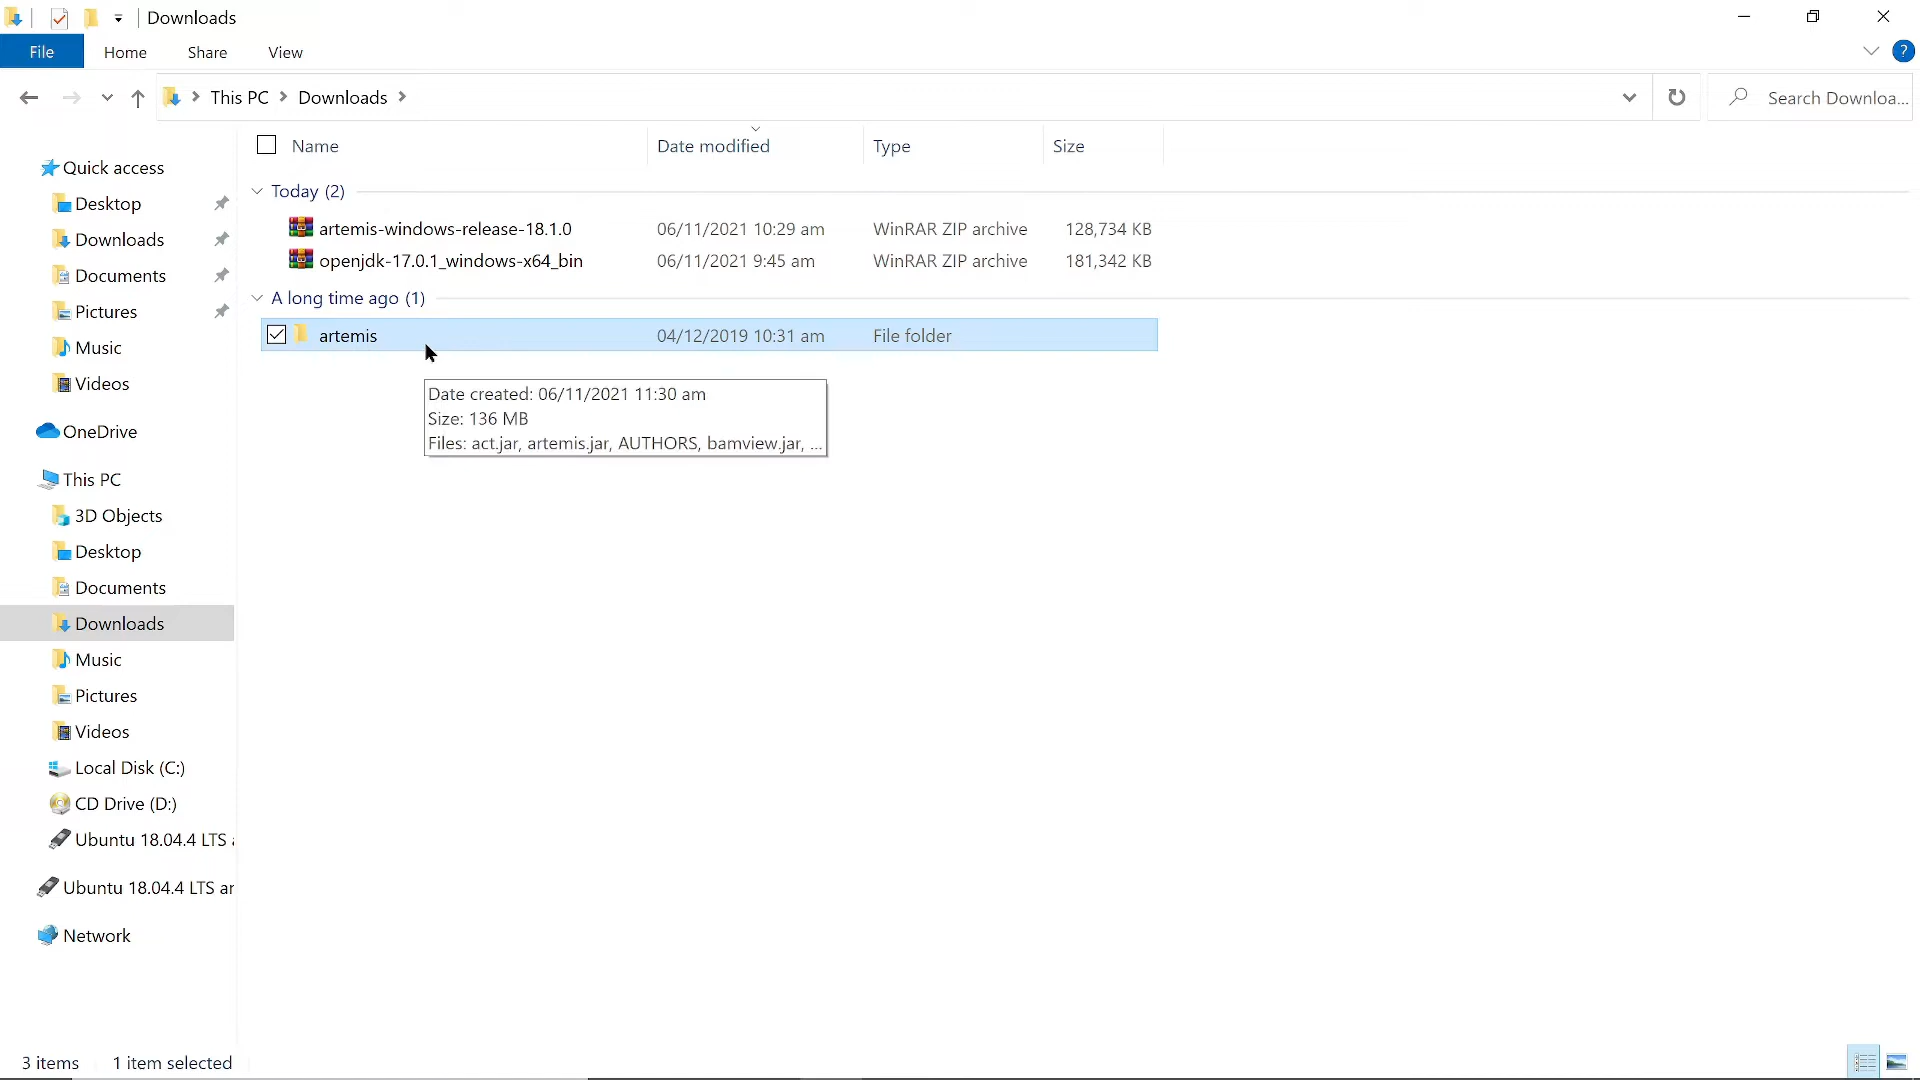 Downloads
File Home Share View ?
This PC Downloads Search Downloa...
Name Date modified Type Size
Quick access
Desktop
Downloads
Documents
Pictures
Music
Videos
OneDrive
This PC
3D Objects
Desktop
Documents
Downloads
Music
Pictures
Videos
Local Disk (C:)
CD Drive (D:)
Ubuntu 18.04.4 LTS a
Ubuntu 18.04.4 LTS ar
Network
Today (2)
artemis-windows-release-18.1.0 06/11/2021 10:29 am WinRAR ZIP archive 128,734 KB
openjdk-17.0.1_windows-x64_bin 06/11/2021 9:45 am WinRAR ZIP archive 181,342 KB
A long time ago (1)
artemis 04/12/2019 10:31 am File folder
Date created: 06/11/2021 11:30 am
Size: 136 MB
Files: act.jar, artemis.jar, AUTHORS, bamview.jar, ...
3 items 1 item selected